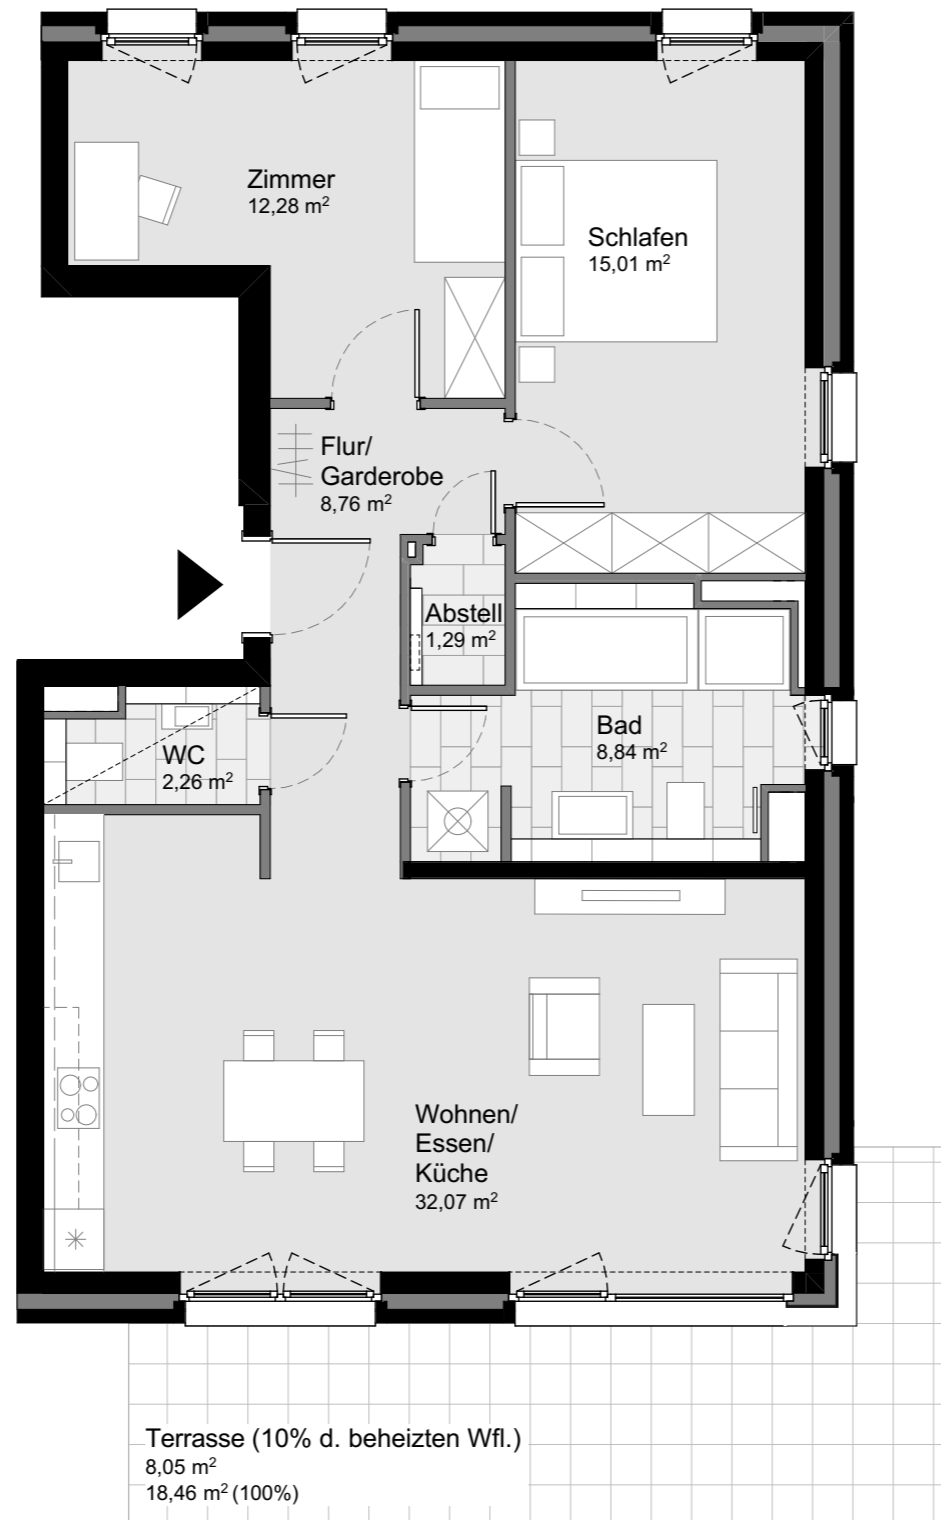 Zimmer
12,28 m²
Schlafen
15,01 m²
Flur/
Garderobe
8,76 m²
Abstell
1,29 m²
WC
2,26 m²
Bad
8,84 m²
Wohnen/
Essen/
Küche
32,07 m²
Terrasse (10% d. beheizten Wfl.)
8,05 m²
18,46 m² (100%)